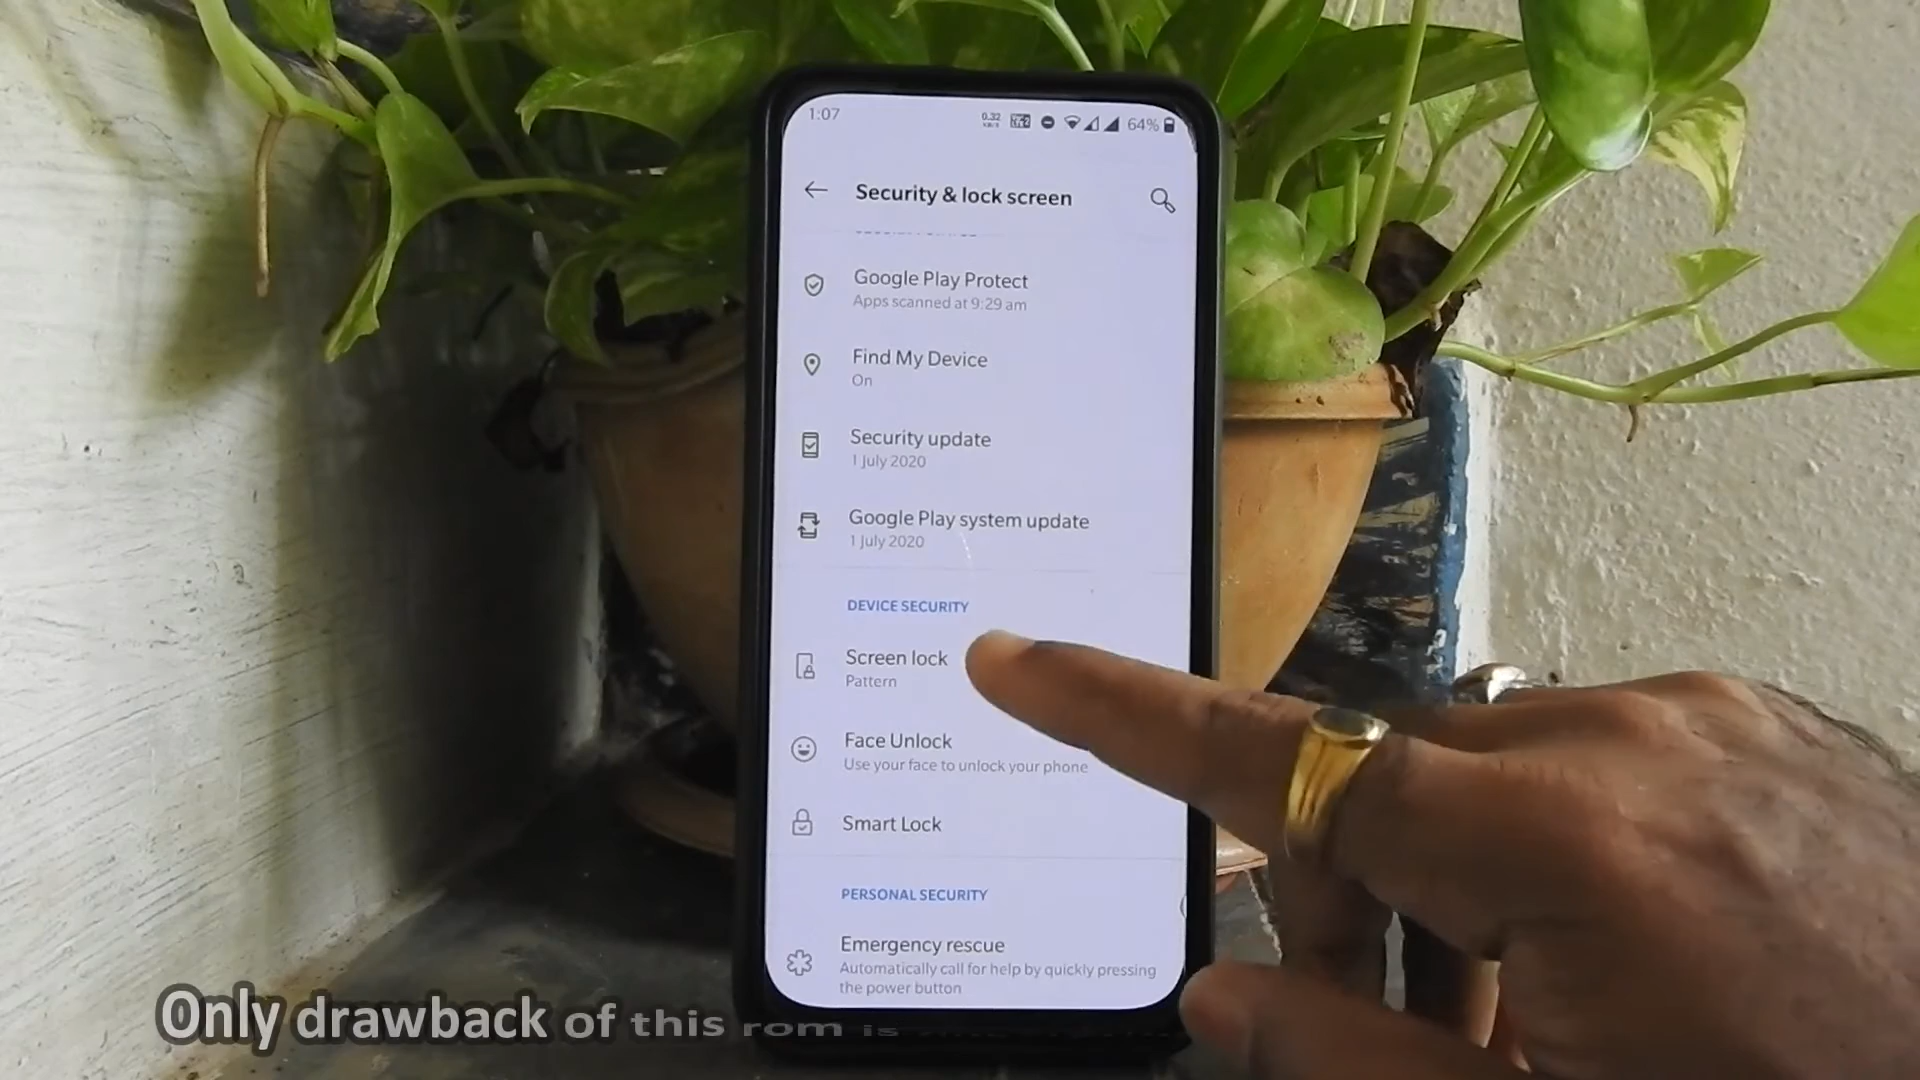 1:07
0.32
64%
Security & lock screen
Google Play Protect
Apps scanned at 9:29 am
Find My Device
On
Security update
1 July 2020
Google Play system update
1 July 2020
DEVICE SECURITY
Screen lock
Pattern
Face Unlock
Use your face to unlock your phone
Smart Lock
PERSONAL SECURITY
Emergency rescue
Automatically call for help by quickly pressing
the power button
Only drawback of this rom is